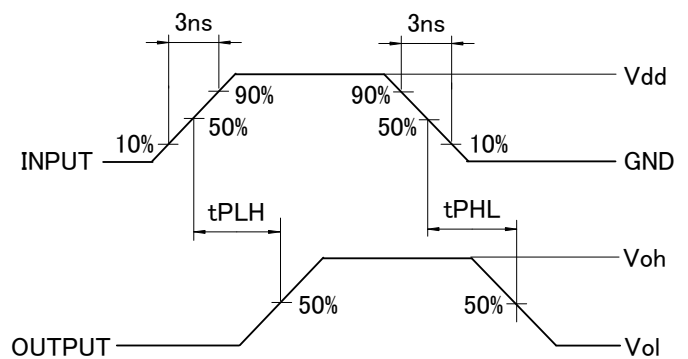 3ns 3ns
Vdd
90% 90%
50% 50%
10% 10%
INPUT GND
tPLH tPHL
Voh
50% 50%
OUTPUT Vol